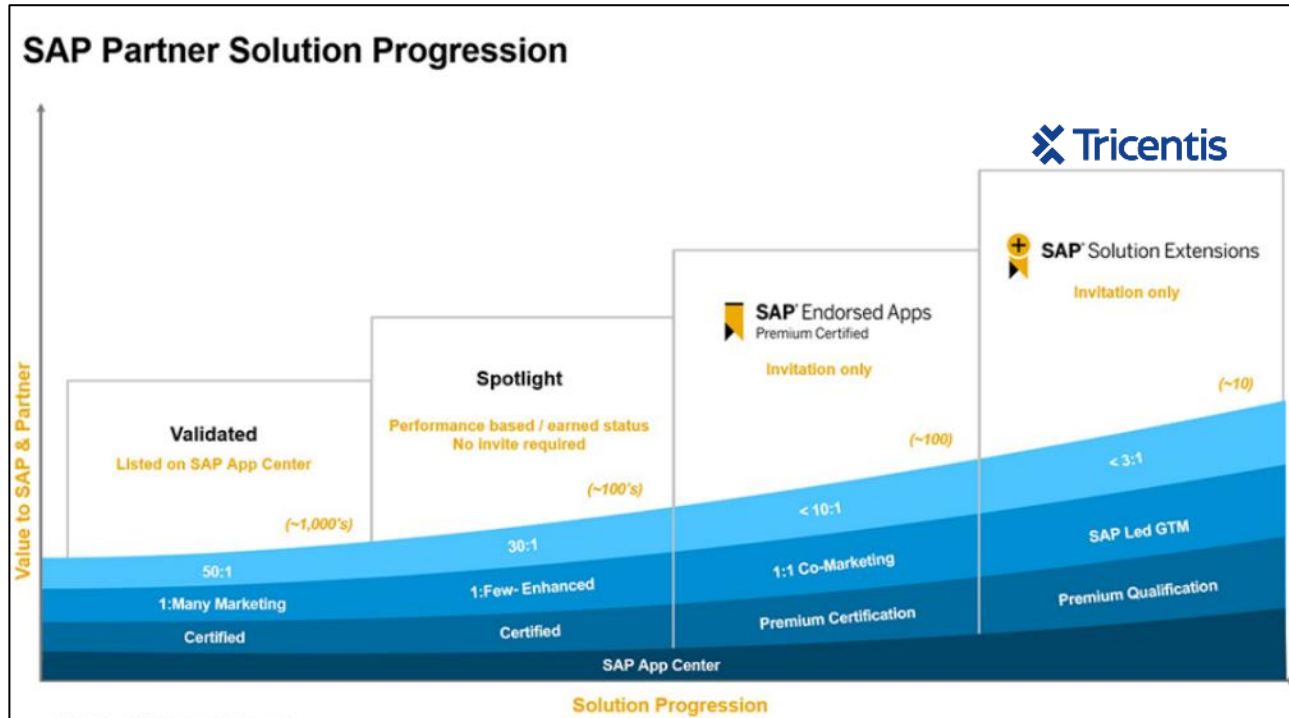 SAP Partner Solution Progression
Tricentis
SAP® Solution Extensions
Invitation only
(~10)
SAP® Endorsed Apps
Premium Certified
Invitation only
(~100)
Spotlight
Performance based / earned status
No invite required
(~100's)
Validated
Listed on SAP App Center
(~1,000's)
Value to SAP & Partner
50:1
30:1
< 10:1
< 3:1
1:Many Marketing
1:Few- Enhanced
1:1 Co-Marketing
SAP Led GTM
Certified
Certified
Premium Certification
Premium Qualification
SAP App Center
Solution Progression